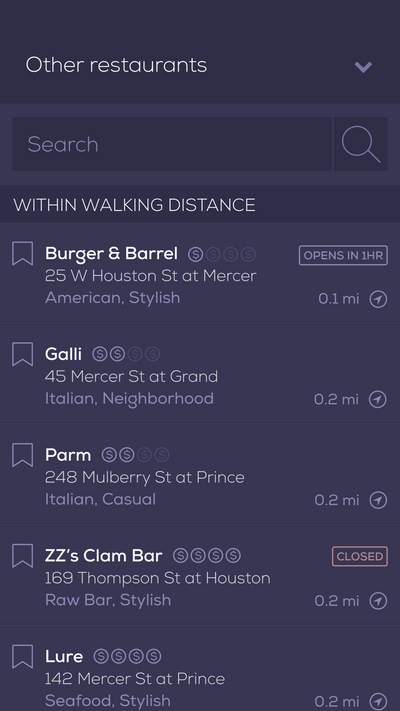 Other restaurants
Search
WITHIN WALKING DISTANCE
Burger & Barrel $$$$ OPENS IN 1HR
25 W Houston St at Mercer
American, Stylish 0.1 mi
Galli $$$$
45 Mercer St at Grand
Italian, Neighborhood 0.2 mi
Parm $$$$
248 Mulberry St at Prince
Italian, Casual 0.2 mi
ZZ’s Clam Bar $$$$ CLOSED
169 Thompson St at Houston
Raw Bar, Stylish 0.2 mi
Lure $$$$
142 Mercer St at Prince
Seafood, Stylish 0.2 mi